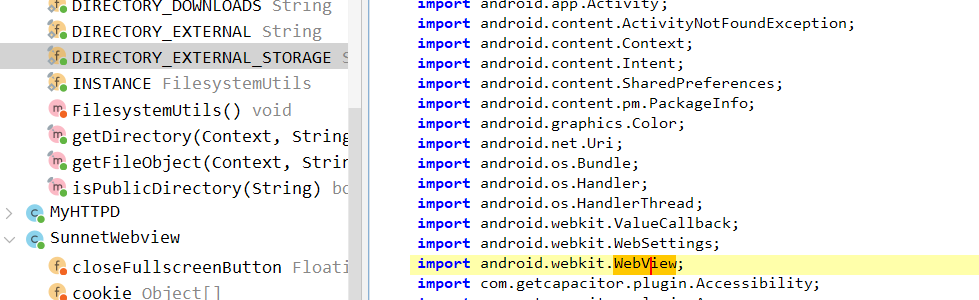 DIRECTORY_DOWNLOADS String
DIRECTORY_EXTERNAL String
DIRECTORY_EXTERNAL_STORAGE S
INSTANCE FilesystemUtils
FilesystemUtils() void
getDirectory(Context, String
getFileObject(Context, Strin
isPublicDirectory(String) bo
MyHTTPD
SunnetWebview
closeFullscreenButton Floati
cookie Object[]
import android.app.Activity;
import android.content.ActivityNotFoundException;
import android.content.Context;
import android.content.Intent;
import android.content.SharedPreferences;
import android.content.pm.PackageInfo;
import android.graphics.Color;
import android.net.Uri;
import android.os.Bundle;
import android.os.Handler;
import android.os.HandlerThread;
import android.webkit.ValueCallback;
import android.webkit.WebSettings;
import android.webkit.WebView;
import com.getcapacitor.plugin.Accessibility;